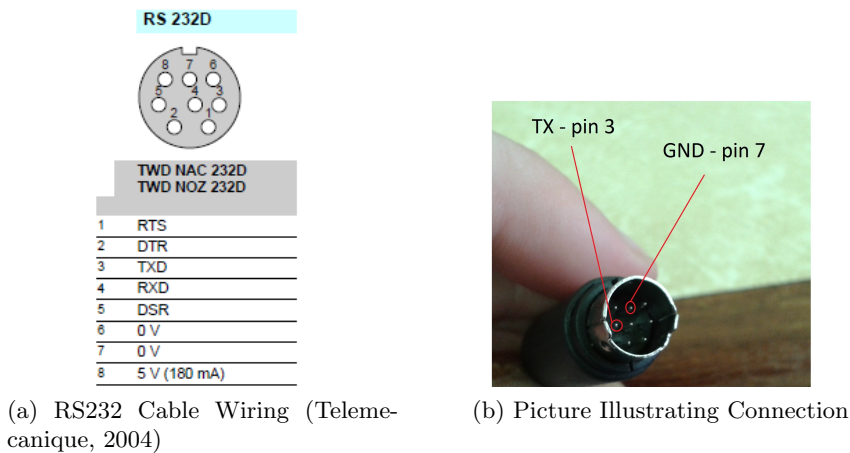 RS 232D
8 7 6
5 4 3
2 1
TWD NAC 232D
TWD NOZ 232D
1 RTS
2 DTR
3 TXD
4 RXD
5 DSR
6 0 V
7 0 V
8 5 V (180 mA)
(a) RS232 Cable Wiring (Teleme-
canique, 2004)
TX - pin 3
GND - pin 7
(b) Picture Illustrating Connection